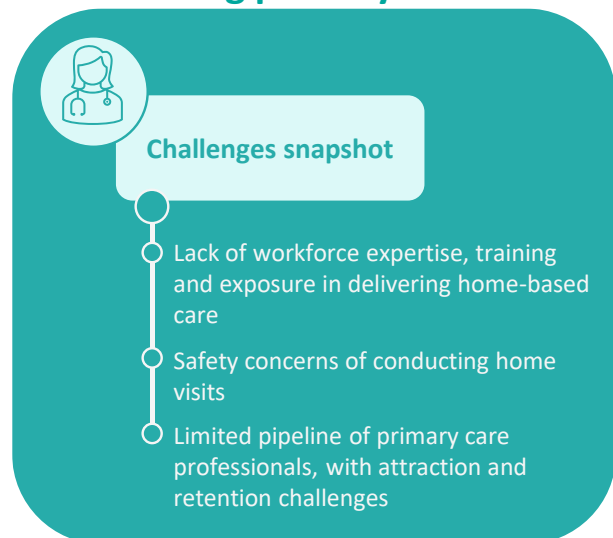 Challenges snapshot
Lack of workforce expertise, training
and exposure in delivering home-based
care
Safety concerns of conducting home
visits
Limited pipeline of primary care
professionals, with attraction and
retention challenges